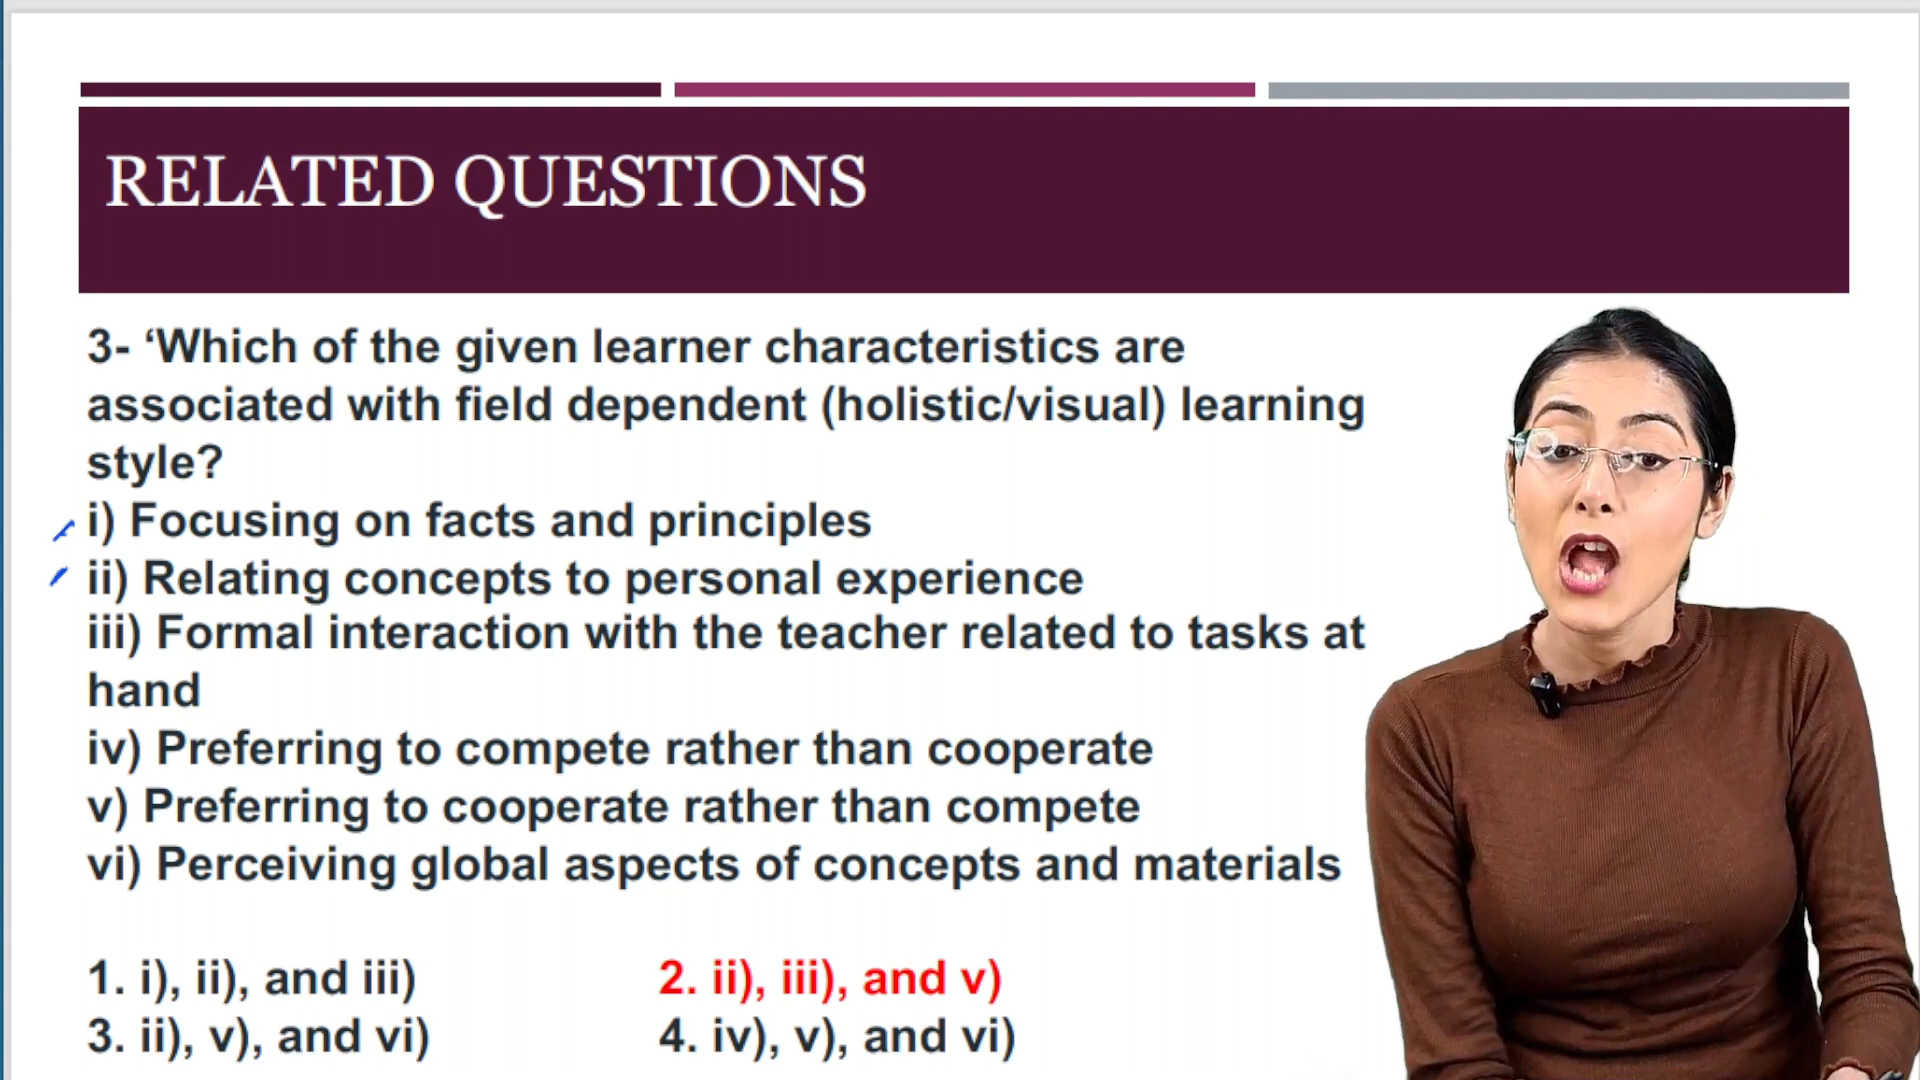 RELATED QUESTIONS
3- ‘Which of the given learner characteristics are
associated with field dependent (holistic/visual) learning
style?
i) Focusing on facts and principles
ii) Relating concepts to personal experience
iii) Formal interaction with the teacher related to tasks at
hand
iv) Preferring to compete rather than cooperate
v) Preferring to cooperate rather than compete
vi) Perceiving global aspects of concepts and materials
1. i), ii), and iii)
2. ii), iii), and v)
3. ii), v), and vi)
4. iv), v), and vi)